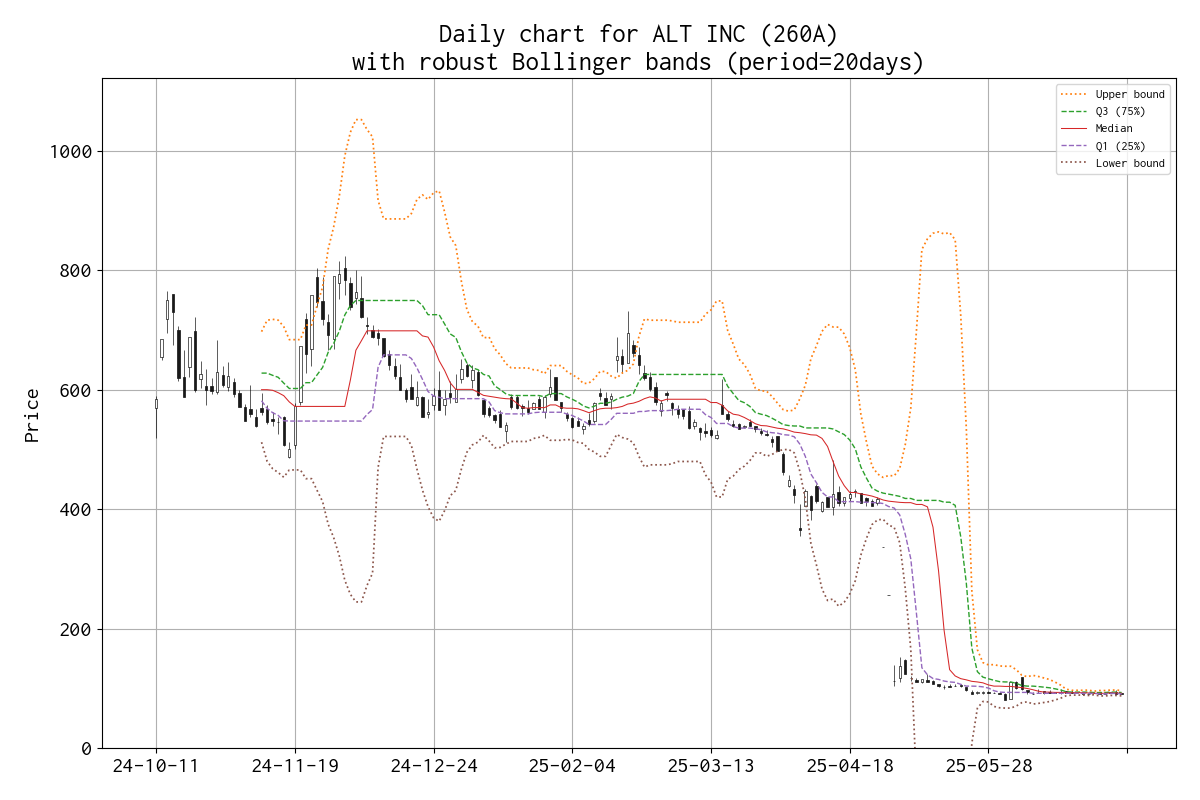 Daily chart for ALT INC (260A)
with robust Bollinger bands (period=20days)
Upper bound
Q3 (75%)
Median
Q1 (25%)
Lower bound
Price
1000
800
600
400
200
0
24-10-11
24-11-19
24-12-24
25-02-04
25-03-13
25-04-18
25-05-28